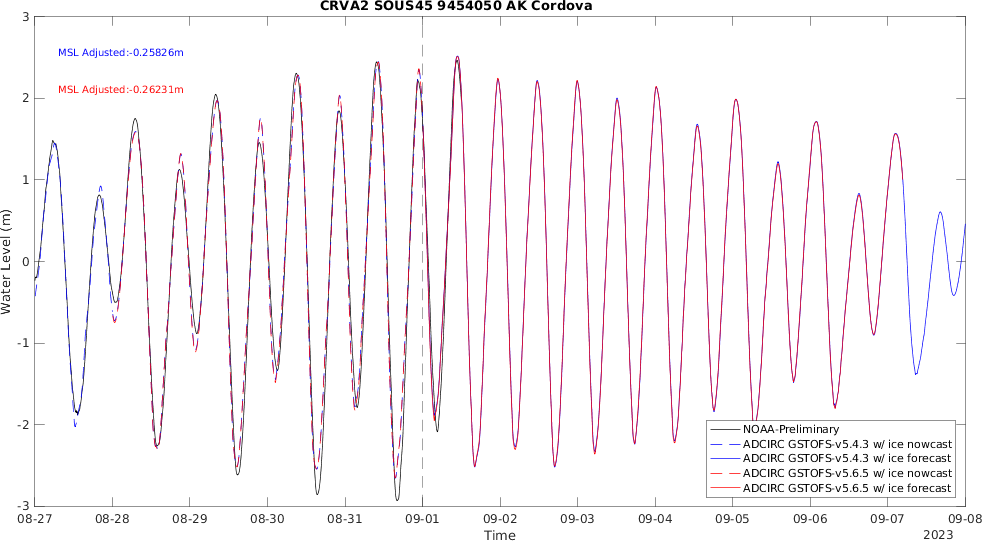 CRVA2 SOUS45 9454050 AK Cordova
3
2
1
0
-1
-2
-3
Water Level (m)
MSL Adjusted:-0.25826m
MSL Adjusted:-0.26231m
NOAA-Preliminary
ADCIRC GSTOFS-v5.4.3 w/ ice nowcast
ADCIRC GSTOFS-v5.4.3 w/ ice forecast
ADCIRC GSTOFS-v5.6.5 w/ ice nowcast
ADCIRC GSTOFS-v5.6.5 w/ ice forecast
08-27 08-28 08-29 08-30 08-31 09-01 09-02 09-03 09-04 09-05 09-06 09-07 09-08
Time
2023